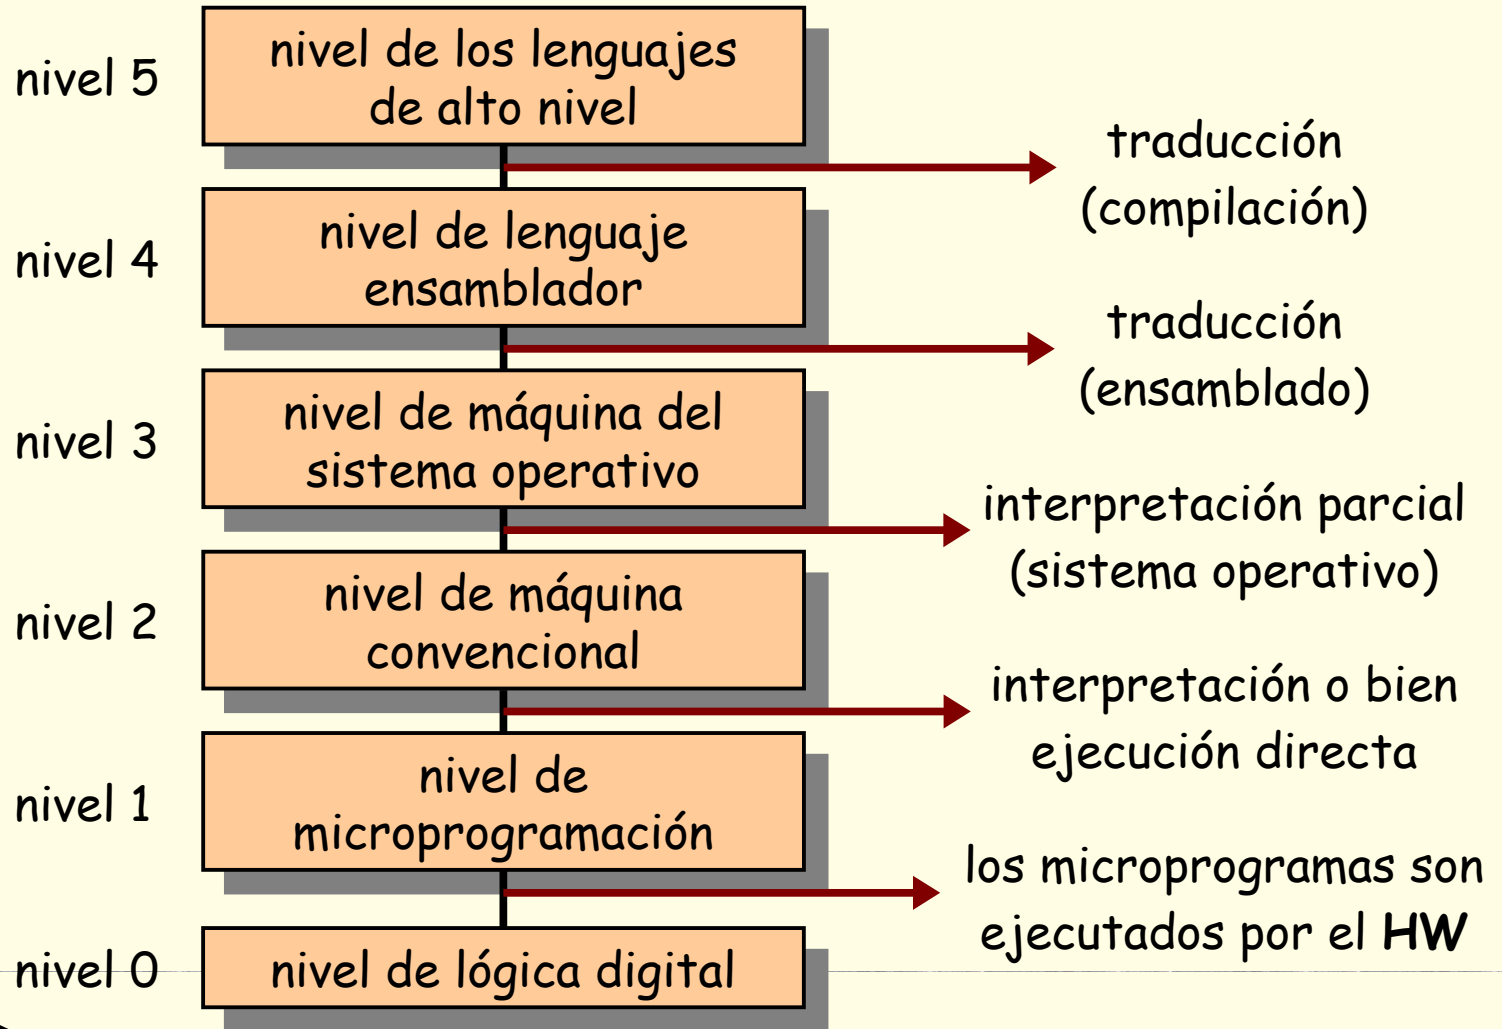 nivel 5
nivel de los lenguajes
de alto nivel
traducción
(compilación)
nivel 4
nivel de lenguaje
ensamblador
traducción
(ensamblado)
nivel 3
nivel de máquina del
sistema operativo
interpretación parcial
(sistema operativo)
nivel 2
nivel de máquina
convencional
interpretación o bien
ejecución directa
nivel 1
nivel de
microprogramación
los microprogramas son
ejecutados por el HW
nivel 0
nivel de lógica digital